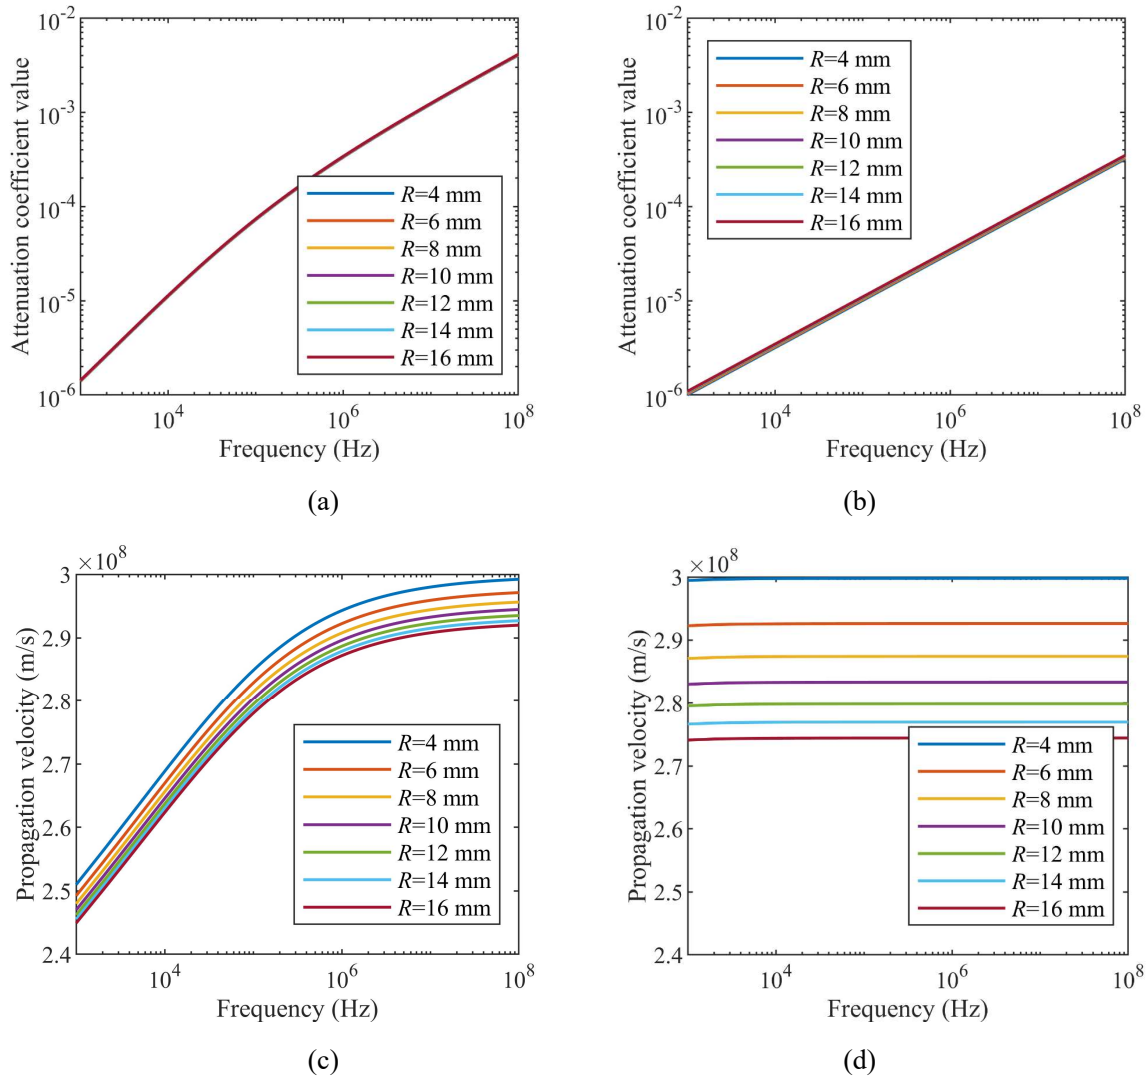 10^-2
10^-3
10^-4
10^-5
10^-6
Attenuation coefficient value
R=4 mm
R=6 mm
R=8 mm
R=10 mm
R=12 mm
R=14 mm
R=16 mm
10^4
10^6
10^8
Frequency (Hz)
(a)
10^-2
10^-3
10^-4
10^-5
10^-6
Attenuation coefficient value
R=4 mm
R=6 mm
R=8 mm
R=10 mm
R=12 mm
R=14 mm
R=16 mm
10^4
10^6
10^8
Frequency (Hz)
(b)
×10^8
3
2.9
2.8
2.7
2.6
2.5
2.4
Propagation velocity (m/s)
R=4 mm
R=6 mm
R=8 mm
R=10 mm
R=12 mm
R=14 mm
R=16 mm
10^4
10^6
10^8
Frequency (Hz)
(c)
×10^8
3
2.9
2.8
2.7
2.6
2.5
2.4
Propagation velocity (m/s)
R=4 mm
R=6 mm
R=8 mm
R=10 mm
R=12 mm
R=14 mm
R=16 mm
10^4
10^6
10^8
Frequency (Hz)
(d)